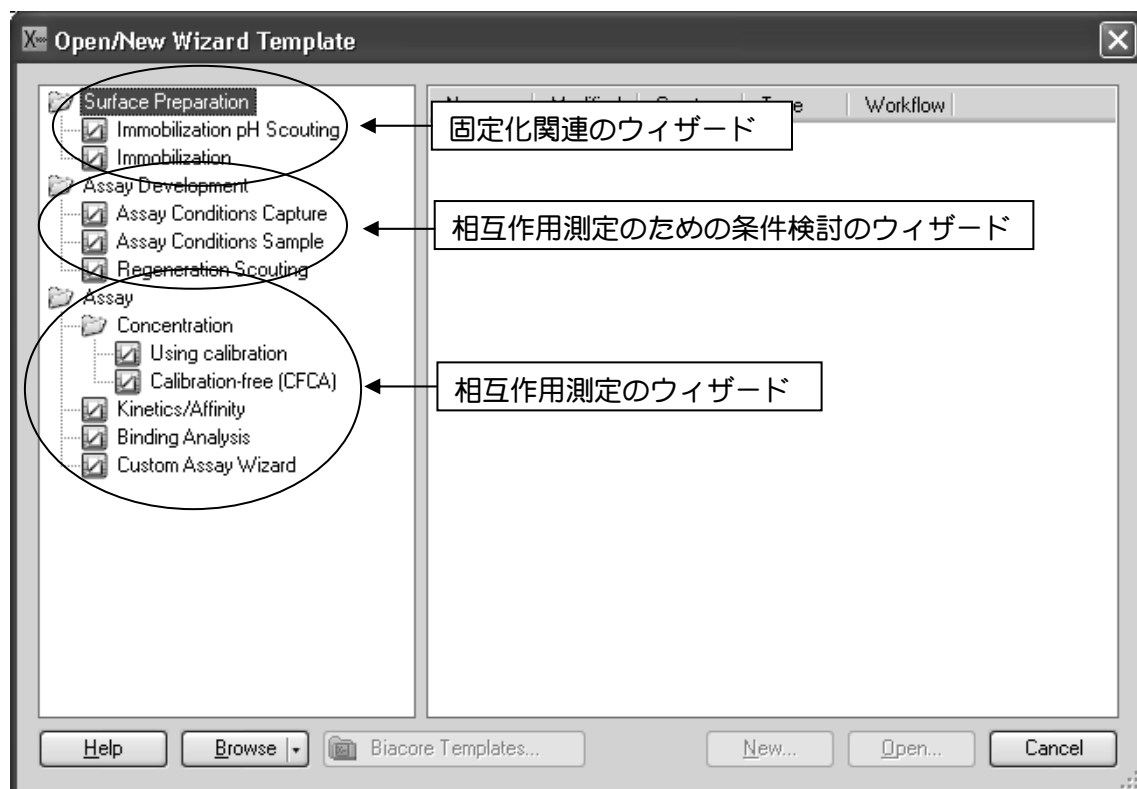 Open/New Wizard Template
Surface Preparation
Immobilization pH Scouting
Immobilization
Assay Development
Assay Conditions Capture
Assay Conditions Sample
Regeneration Scouting
Assay
Concentration
Using calibration
Calibration-free (CFCA)
Kinetics/Affinity
Binding Analysis
Custom Assay Wizard
Workflow
固定化関連のウィザード
相互作用測定のための条件検討のウィザード
相互作用測定のウィザード
Help Browse Biacore Templates... New... Open... Cancel